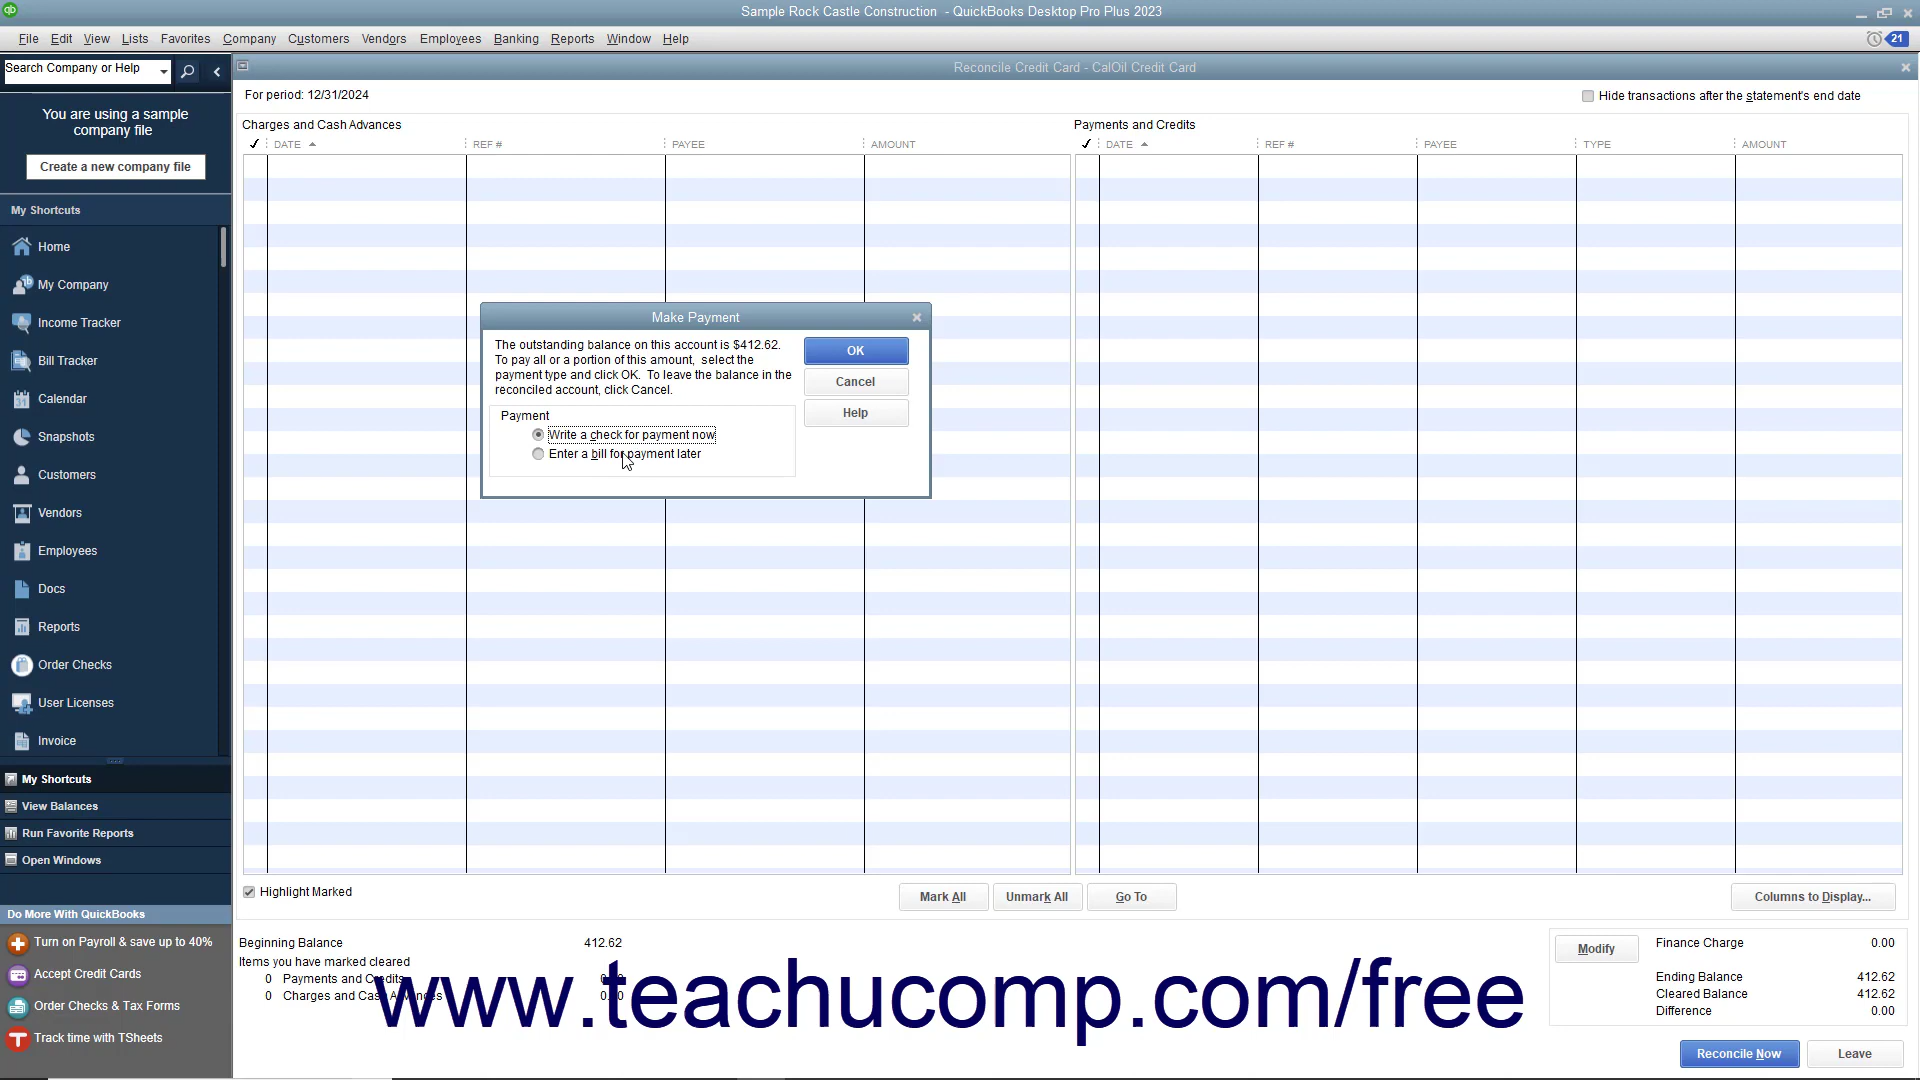 Sample Rock Castle Construction - QuickBooks Desktop Pro Plus 2023
File Edit View Lists Favorites Company Customers Vendors Employees Banking Reports Window Help
21
Search Company or Help
You are using a sample
company file
Create a new company file
My Shortcuts
Home
My Company
Income Tracker
Bill Tracker
Calendar
Snapshots
Customers
Vendors
Employees
Docs
Reports
Order Checks
User Licenses
Invoice
My Shortcuts
View Balances
Run Favorite Reports
Open Windows
Do More With QuickBooks
Turn on Payroll & save up to 40%
Accept Credit Cards
Order Checks & Tax Forms
Track time with TSheets
Reconcile Credit Card - CalOil Credit Card
For period: 12/31/2024
Hide transactions after the statement's end date
Charges and Cash Advances
DATE REF # PAYEE AMOUNT
Payments and Credits
DATE REF # PAYEE TYPE AMOUNT
Make Payment
The outstanding balance on this account is $412.62.
To pay all or a portion of this amount, select the
payment type and click OK. To leave the balance in the
reconciled account, click Cancel.
OK
Cancel
Help
Payment
Write a check for payment now
Enter a bill for payment later
Highlight Marked
Mark All
Unmark All
Go To
Columns to Display...
Beginning Balance 412.62
Items you have marked cleared
0 Payments and Credits 0.00
0 Charges and Cash Advances 0.00
Modify
Finance Charge 0.00
Ending Balance 412.62
Cleared Balance 412.62
Difference 0.00
Reconcile Now
Leave
www.teachucomp.com/free